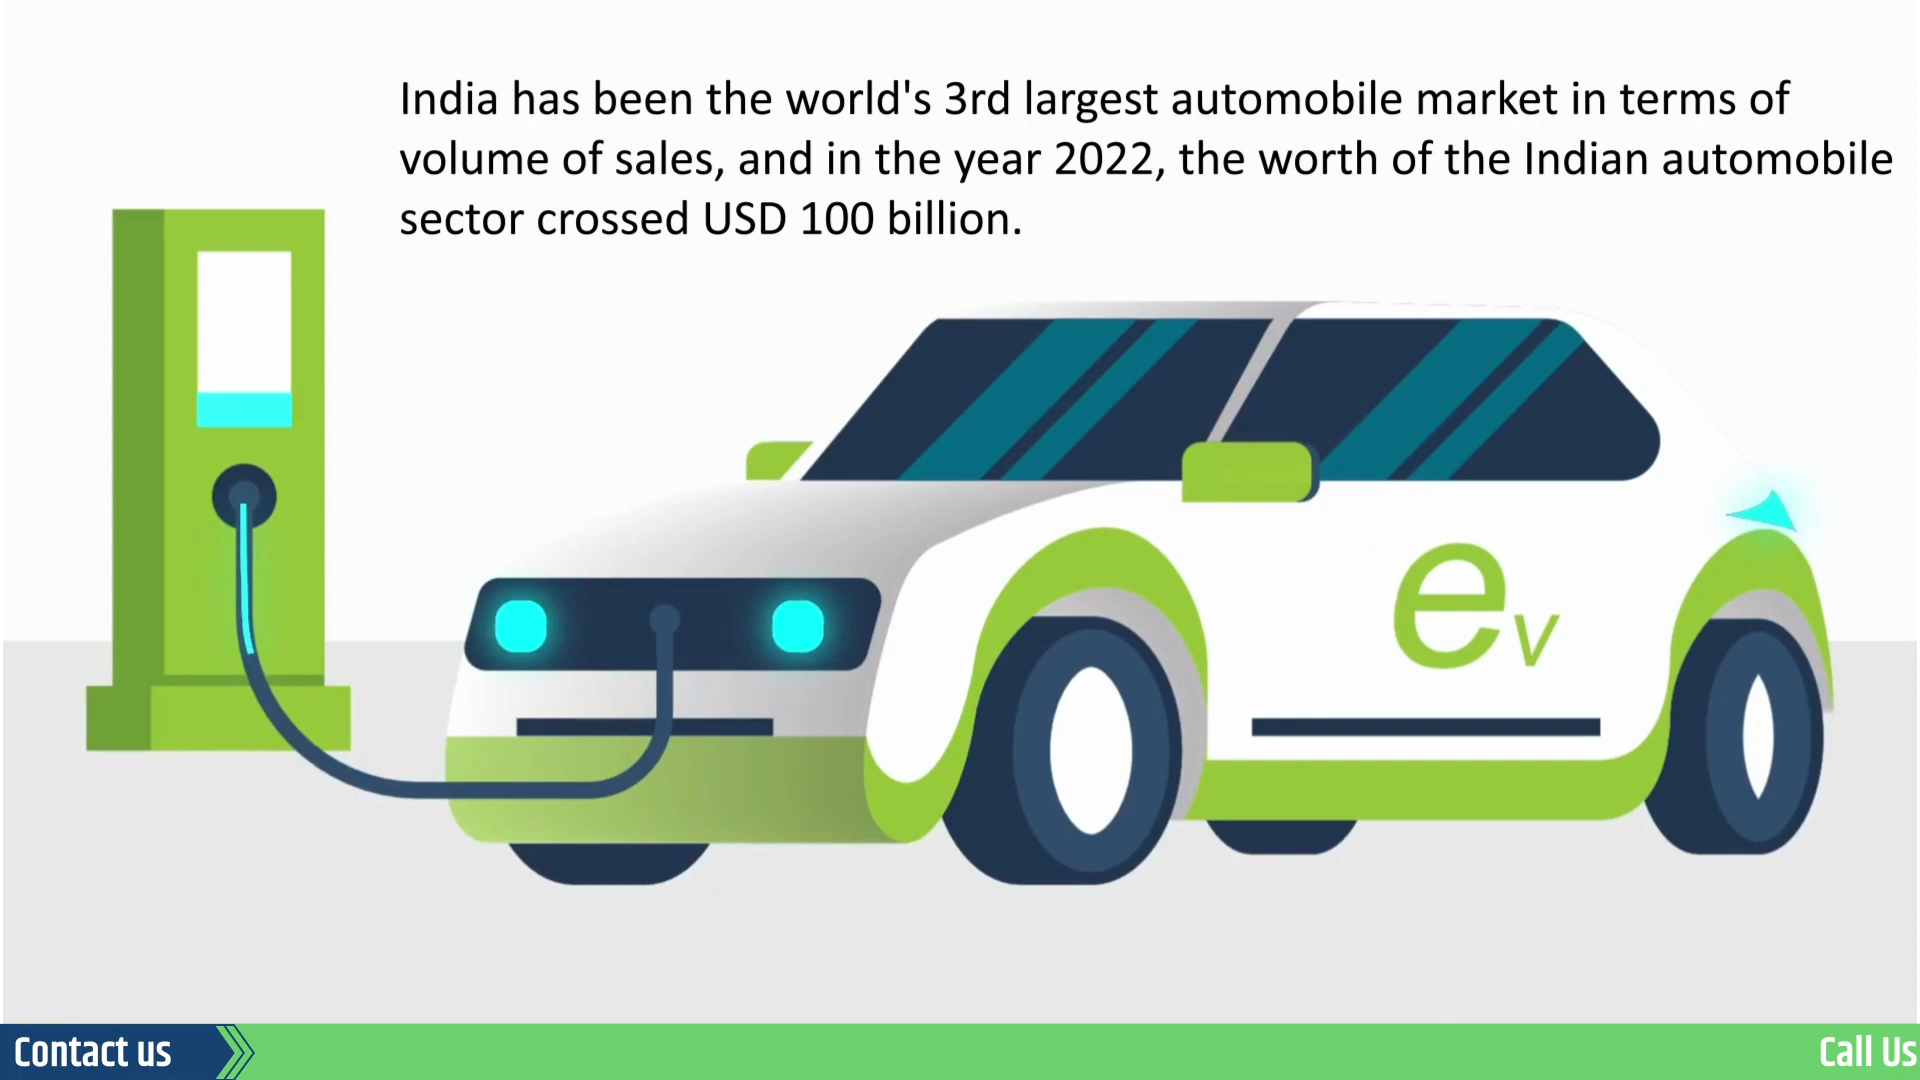 India has been the world's 3rd largest automobile market in terms of
volume of sales, and in the year 2022, the worth of the Indian automobile
sector crossed USD 100 billion.
ev
Contact us
Call Us